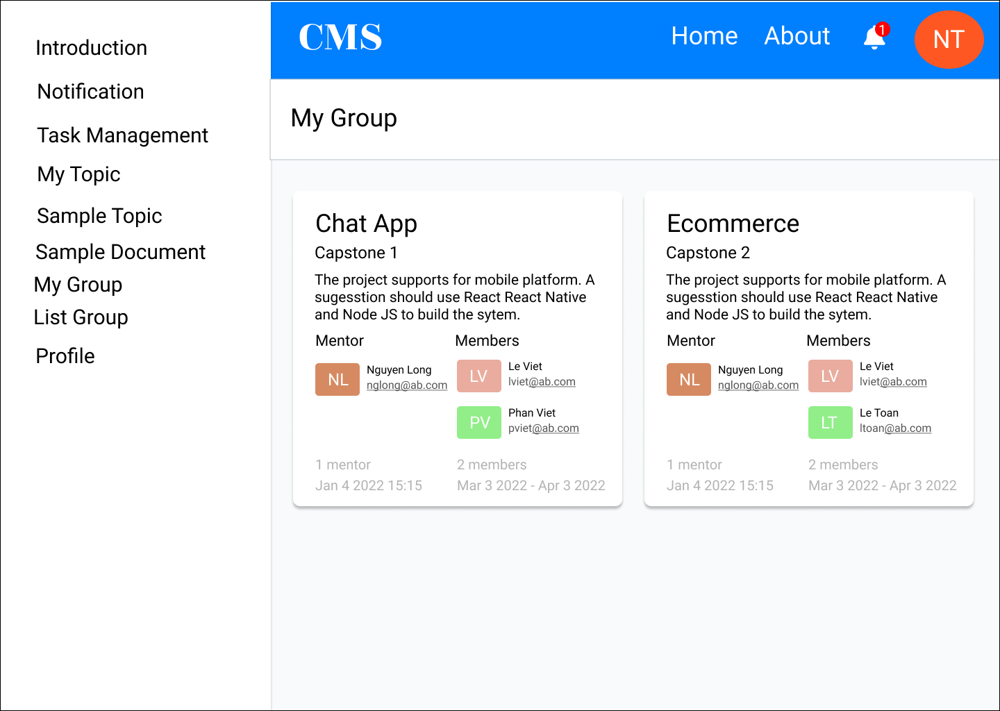 Introduction
Notification
Task Management
My Topic
Sample Topic
Sample Document
My Group
List Group
Profile
CMS
Home
About
1
NT
My Group
Chat App
Capstone 1
The project supports for mobile platform. A
sugesstion should use React React Native
and Node JS to build the sytem.
Mentor
Members
NL
Nguyen Long
nglong@ab.com
LV
Le Viet
lviet@ab.com
PV
Phan Viet
pviet@ab.com
1 mentor
2 members
Jan 4 2022 15:15
Mar 3 2022 - Apr 3 2022
Ecommerce
Capstone 2
The project supports for mobile platform. A
sugesstion should use React React Native
and Node JS to build the sytem.
Mentor
Members
NL
Nguyen Long
nglong@ab.com
LV
Le Viet
lviet@ab.com
LT
Le Toan
ltoan@ab.com
1 mentor
2 members
Jan 4 2022 15:15
Mar 3 2022 - Apr 3 2022